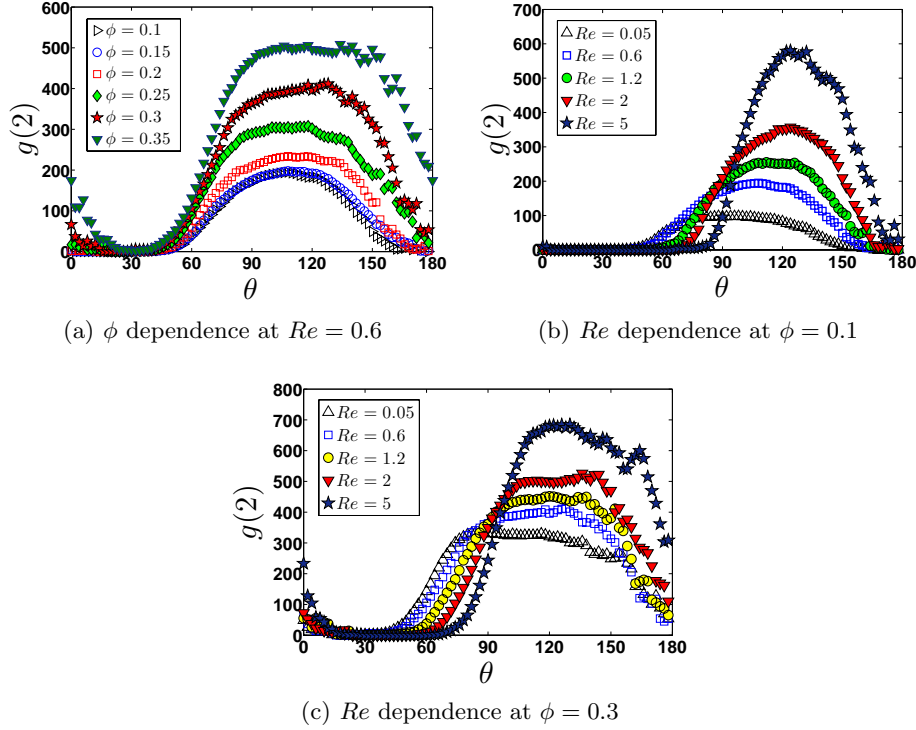 600
500
400
300
200
100
0
g(2)
ϕ = 0.1
ϕ = 0.15
ϕ = 0.2
ϕ = 0.25
ϕ = 0.3
ϕ = 0.35
0 30 60 90 120 150 180
θ
(a) ϕ dependence at Re = 0.6
700
600
500
400
300
200
100
0
g(2)
Re = 0.05
Re = 0.6
Re = 1.2
Re = 2
Re = 5
0 30 60 90 120 150 180
θ
(b) Re dependence at ϕ = 0.1
800
700
600
500
400
300
200
100
0
g(2)
Re = 0.05
Re = 0.6
Re = 1.2
Re = 2
Re = 5
0 30 60 90 120 150 180
θ
(c) Re dependence at ϕ = 0.3